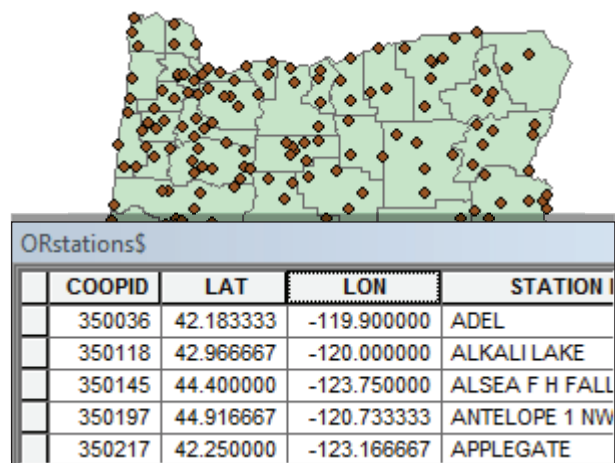 ORstations$
COOPID LAT LON STATION
350036 42.183333 -119.900000 ADEL
350118 42.966667 -120.000000 ALKALI LAKE
350145 44.400000 -123.750000 ALSEA F H FALL
350197 44.916667 -120.733333 ANTELOPE 1 NW
350217 42.250000 -123.166667 APPLEGATE